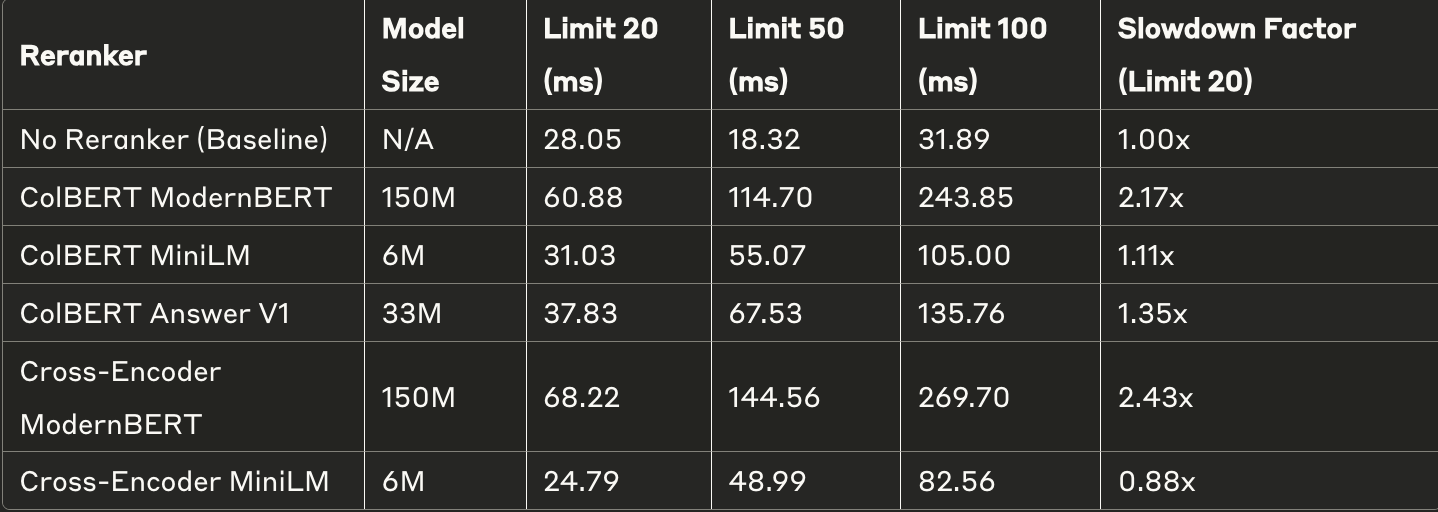 Reranker
Model
Size
Limit 20
(ms)
Limit 50
(ms)
Limit 100
(ms)
Slowdown Factor
(Limit 20)
No Reranker (Baseline) N/A 28.05 18.32 31.89 1.00x
ColBERT ModernBERT 150M 60.88 114.70 243.85 2.17x
ColBERT MiniLM 6M 31.03 55.07 105.00 1.11x
ColBERT Answer V1 33M 37.83 67.53 135.76 1.35x
Cross-Encoder
ModernBERT
150M 68.22 144.56 269.70 2.43x
Cross-Encoder MiniLM 6M 24.79 48.99 82.56 0.88x